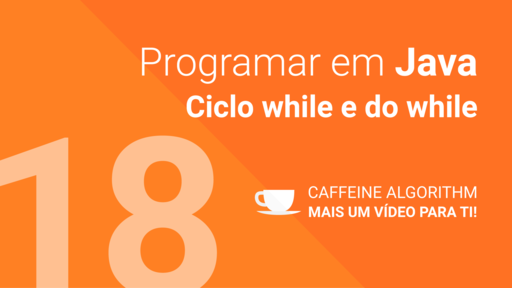 Programar em Java
Ciclo while e do while
18
CAFFEINE ALGORITHM
MAIS UM VÍDEO PARA TI!